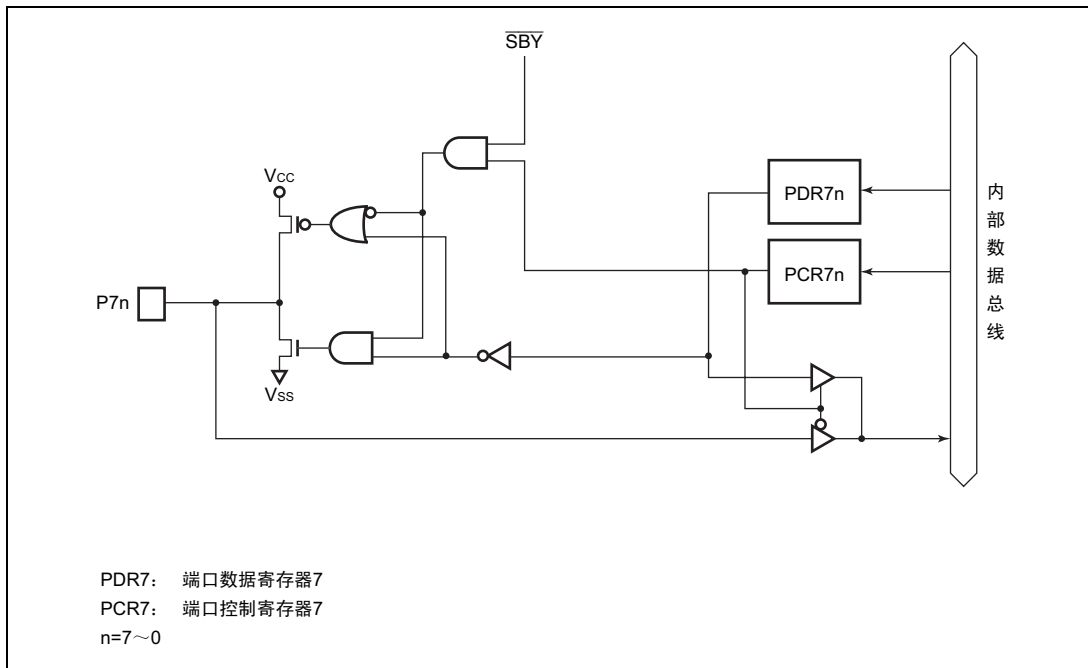 SBY
VCC
PDR7n
PCR7n
P7n
VSS
内部数据总线
PDR7： 端口数据寄存器7
PCR7： 端口控制寄存器7
n=7～0